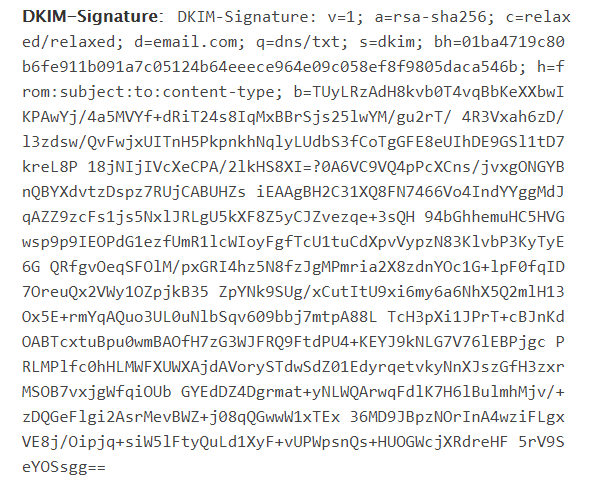 DKIM-Signature: DKIM-Signature: v=1; a=rsa-sha256; c=relax
ed/relaxed; d=email.com; q=dns/txt; s=dkim; bh=01ba4719c80
b6fe911b091a7c05124b64eeece964e09c058ef8f9805daca546b; h=f
rom:subject:to:content-type; b=TUyLRzAdH8kvb0T4vqBbKeXXbwI
KPAwYj/4a5MVYf+dRiT24s8IqMxBBrSjs25lwYM/gu2rT/ 4R3Vxah6zD/
l3zdsw/QvFwjxUITnH5PkpnkhNqlyLUdbS3fCoTgGFE8eUIhDE9GSl1tD7
kreL8P 18jNIjIVcXeCPA/2lkHS8XI=?0A6VC9VQ4pPcXCns/jvxgONGYB
nQBYXdvtzDspz7RUjCABUHZs iEAAgBH2C31XQ8FN7466Vo4IndYYggMdJ
qAZZ9zcFs1js5NxlJRLgU5kXF8Z5yCJZvezqe+3sQH 94bGhhemuHC5HVG
wsp9p9IEOPdG1ezfUmR1lcWIoyFgfTcU1tuCdXpvVypzN83KlvbP3KyTyE
6G QRfgvOeqSFOlM/pxGRI4hz5N8fzJgMPmria2X8zdnYOc1G+lpF0fqID
7OreuQx2VWy1OZpjkB35 ZpYNk9SUg/xCutItU9xi6my6a6NhX5Q2mlH13
Ox5E+rmYqAQuo3UL0uNlbSqv609bbj7mtpA88L TcH3pXi1JPrT+cBJnKd
OABTcxtuBpu0wmBAOfH7zG3WJFRQ9FtdPU4+KEYJ9kNLG7V76lEBPjgc P
RLMPlfc0hHLMWFXUWXAjdAVorySTdwSdZ01EdyrqetvkyNnXJszGfH3zxr
MSOB7vxjgWfqiOUb GYEdDZ4Dgrmat+yNLWQArwqFdlK7H6lBulmhMjv/+
zDQGeFlgi2AsrMevBWZ+j08qQGwwW1xTEx 36MD9JBpzNOrInA4wziFLgx
VE8j/Oipjq+siW5lFtyQuLd1XyF+vUPWpsnQs+HUOGWcjXRdreHF 5rV9S
eYOSsgg==